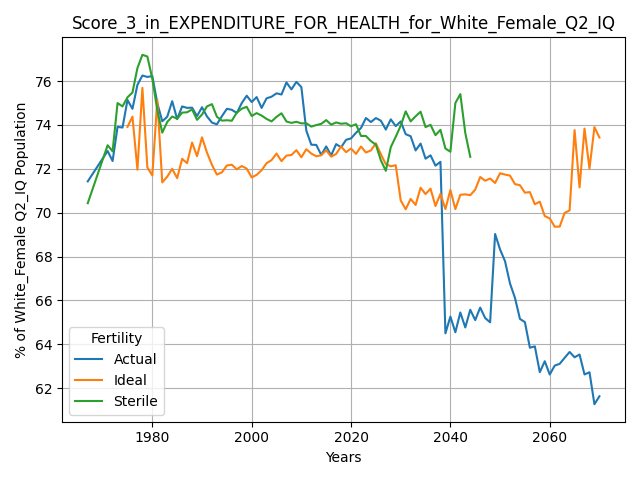 Score_3_in_EXPENDITURE_FOR_HEALTH_for_White_Female_Q2_IQ
% of White_Female Q2_IQ Population
76
74
72
70
68
66
64
62
Fertility
Actual
Ideal
Sterile
1980
2000
2020
2040
2060
Years